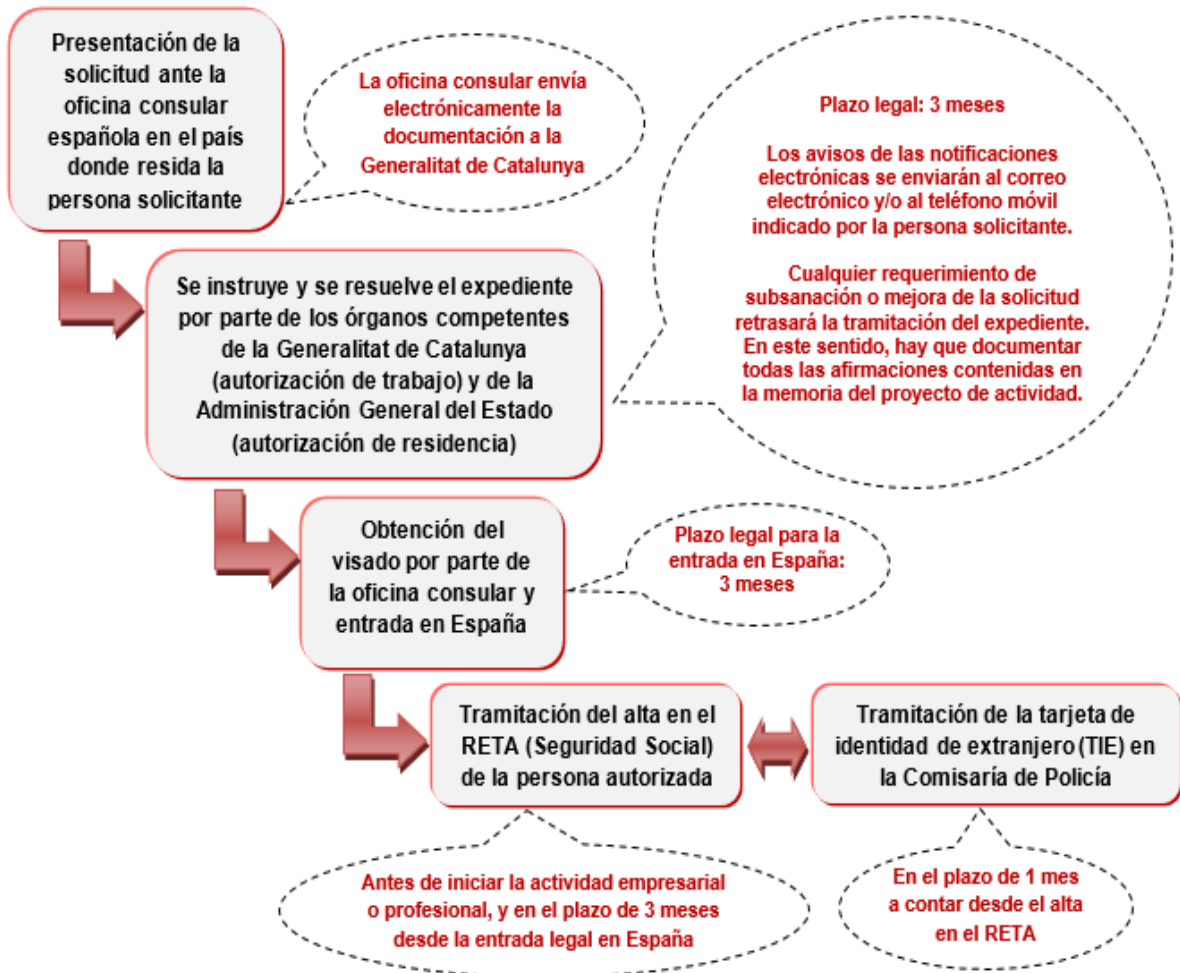 Presentación de la
solicitud ante la
oficina consular
española en el país
donde resida la
persona solicitante
La oficina consular envía
electrónicamente la
documentación a la
Generalitat de Catalunya
Plazo legal: 3 meses
Los avisos de las notificaciones
electrónicas se enviarán al correo
electrónico y/o al teléfono móvil
indicado por la persona solicitante.
Cualquier requerimiento de
subsanación o mejora de la solicitud
retrasará la tramitación del expediente.
En este sentido, hay que documentar
todas las afirmaciones contenidas en
la memoria del proyecto de actividad.
Se instruye y se resuelve el expediente
por parte de los órganos competentes
de la Generalitat de Catalunya
(autorización de trabajo) y de la
Administración General del Estado
(autorización de residencia)
Obtención del
visado por parte de
la oficina consular y
entrada en España
Plazo legal para la
entrada en España:
3 meses
Tramitación del alta en el
RETA (Seguridad Social)
de la persona autorizada
Tramitación de la tarjeta de
identidad de extranjero (TIE) en
la Comisaría de Policía
Antes de iniciar la actividad empresarial
o profesional, y en el plazo de 3 meses
desde la entrada legal en España
En el plazo de 1 mes
a contar desde el alta
en el RETA